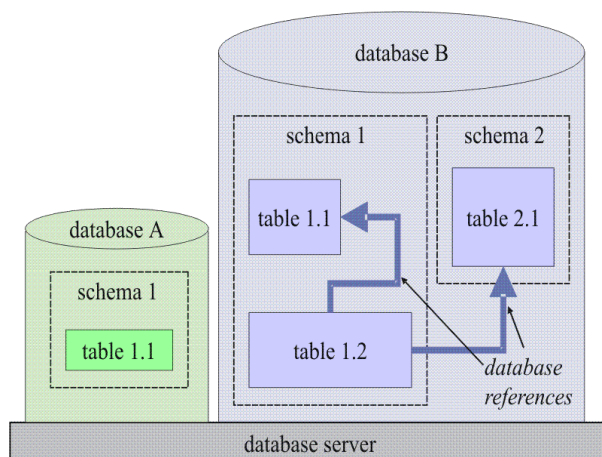 database B
schema 1
schema 2
table 1.1
table 2.1
database A
schema 1
table 1.1
table 1.2
database
references
database server